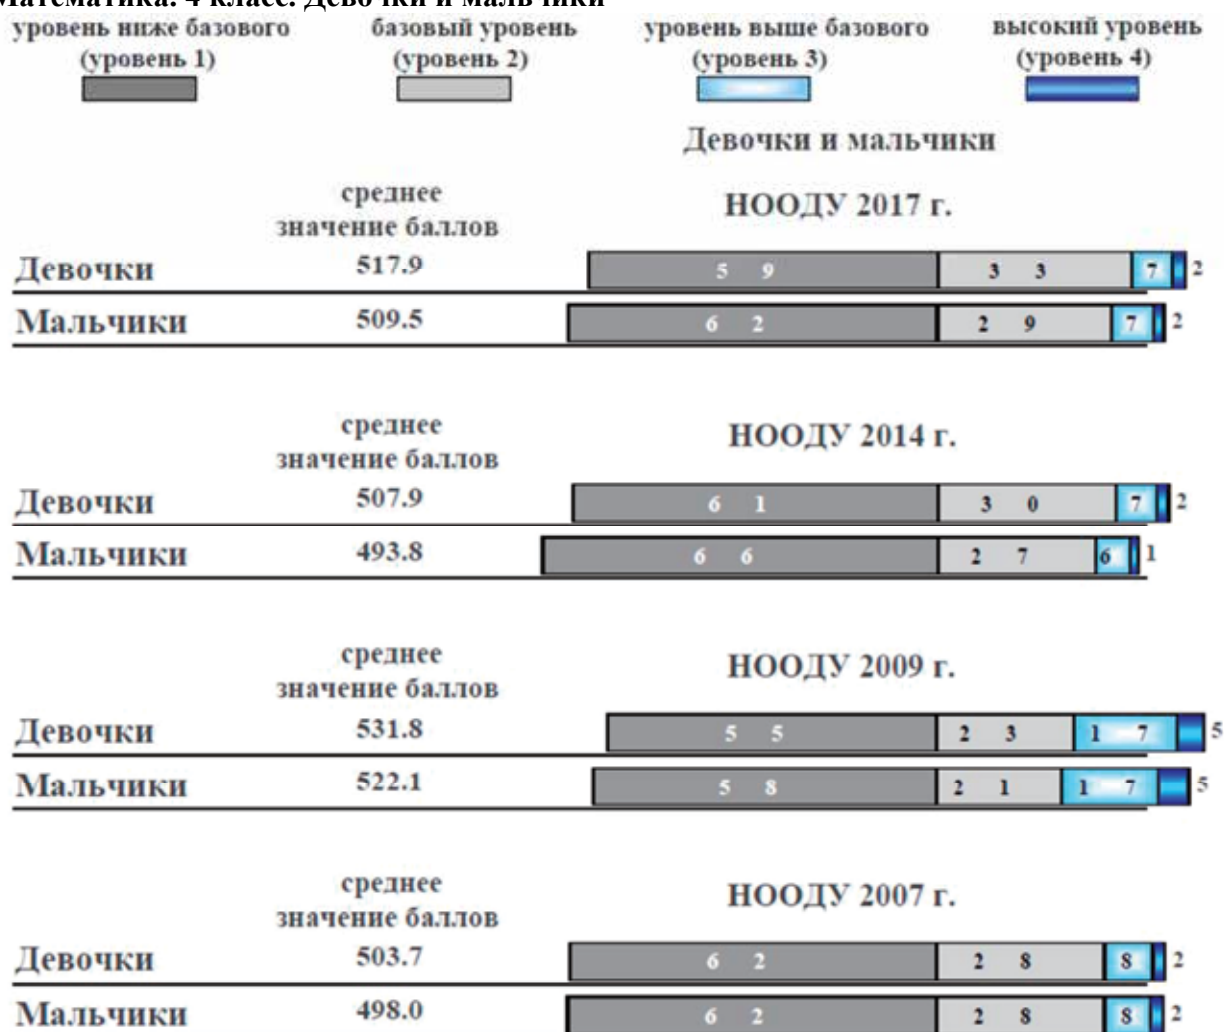 Математика. 4 класс. Девочки и мальчики
уровень ниже базового (уровень 1)
базовый уровень (уровень 2)
уровень выше базового (уровень 3)
высокий уровень (уровень 4)
Девочки и мальчики
среднее
значение баллов
НООДУ 2017 г.
Девочки 517.9 5 9 3 3 7 2
Мальчики 509.5 6 2 2 9 7 2
среднее
значение баллов
НООДУ 2014 г.
Девочки 507.9 6 1 3 0 7 2
Мальчики 493.8 6 6 2 7 6 1
среднее
значение баллов
НООДУ 2009 г.
Девочки 531.8 5 5 2 3 1 7 5
Мальчики 522.1 5 8 2 1 1 7 5
среднее
значение баллов
НООДУ 2007 г.
Девочки 503.7 6 2 2 8 8 2
Мальчики 498.0 6 2 2 8 8 2